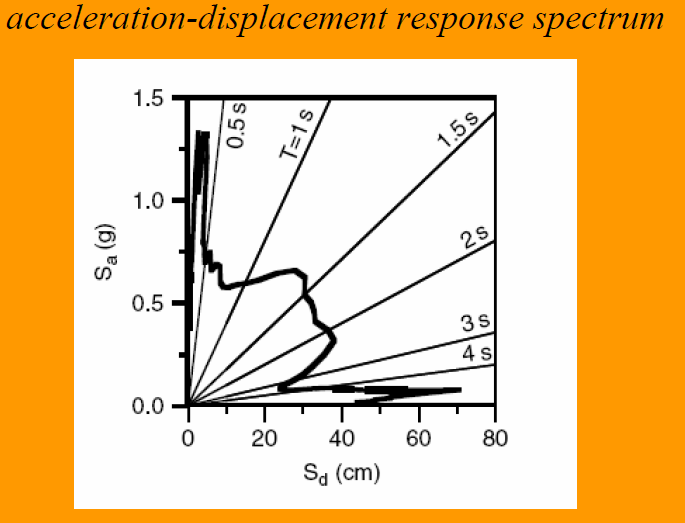 acceleration-displacement response spectrum
1.5
1.0
0.5
0.0
Sa (g)
0.5 s
T=1 s
1.5 s
2 s
3 s
4 s
0 20 40 60 80
Sd (cm)